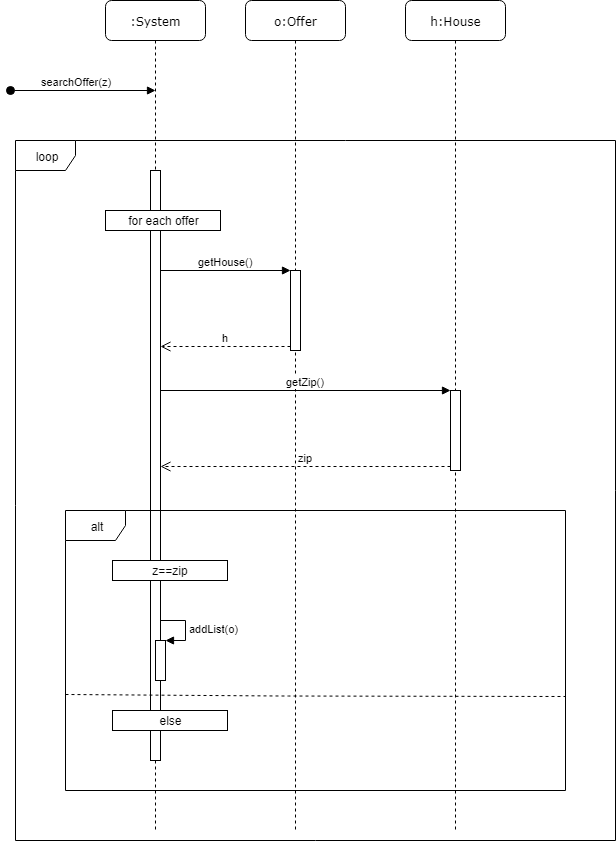 :System
o:Offer
h:House
searchOffer(z)
loop
for each offer
getHouse()
h
getZip()
zip
alt
z==zip
addList(o)
else